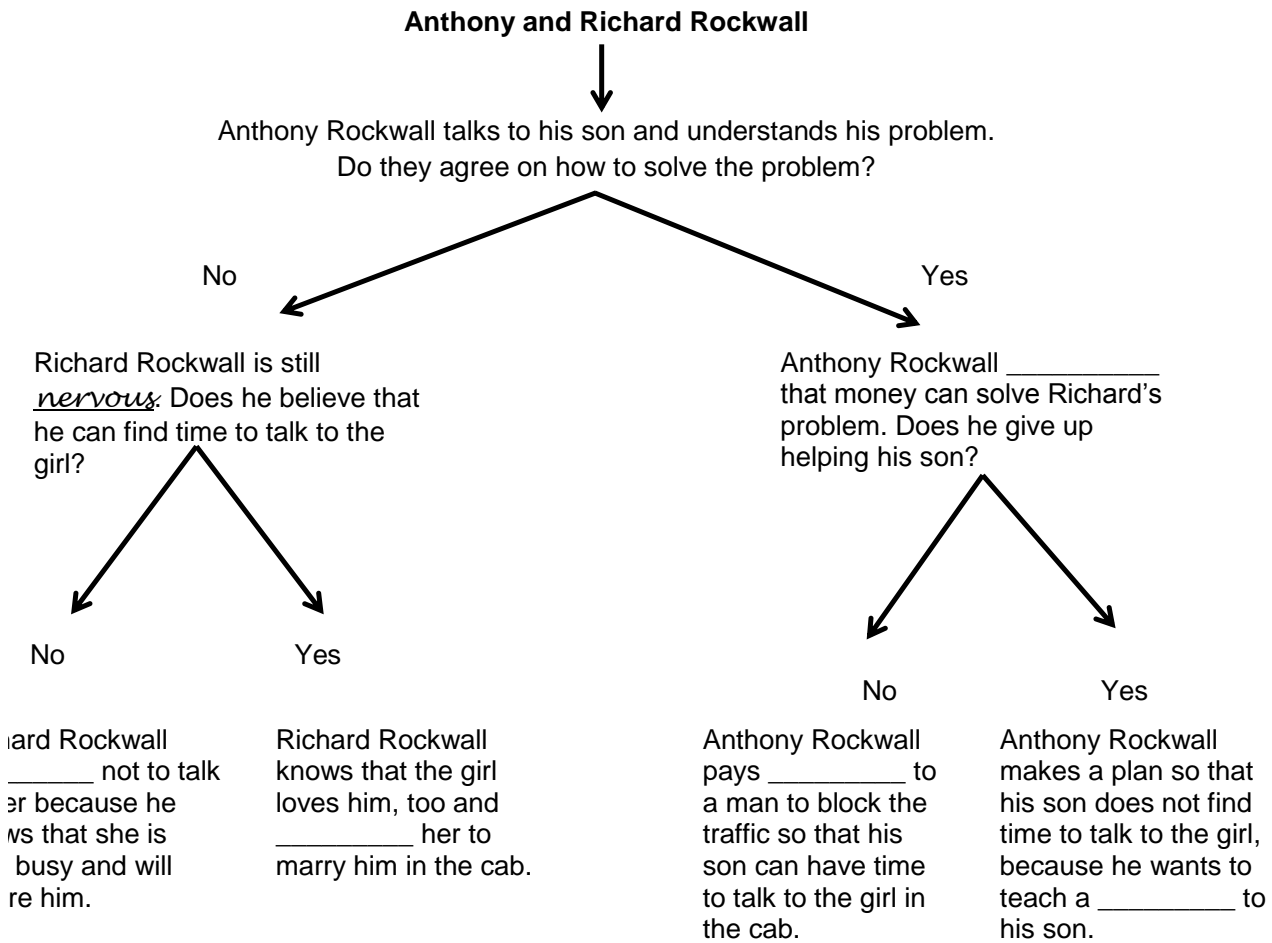 Anthony and Richard Rockwall
Anthony Rockwall talks to his son and understands his problem.
Do they agree on how to solve the problem?
No
Yes
Richard Rockwall is still
nervous. Does he believe that
he can find time to talk to the
girl?
Anthony Rockwall __________
that money can solve Richard’s
problem. Does he give up
helping his son?
No
Yes
No
Yes
Rockwall
______ not to talk
because he
that she is
busy and will
him.
Richard Rockwall
knows that the girl
loves him, too and
_________ her to
marry him in the cab.
Anthony Rockwall
pays _________ to
a man to block the
traffic so that his
son can have time
to talk to the girl in
the cab.
Anthony Rockwall
makes a plan so that
his son does not find
time to talk to the girl,
because he wants to
teach a _________ to
his son.